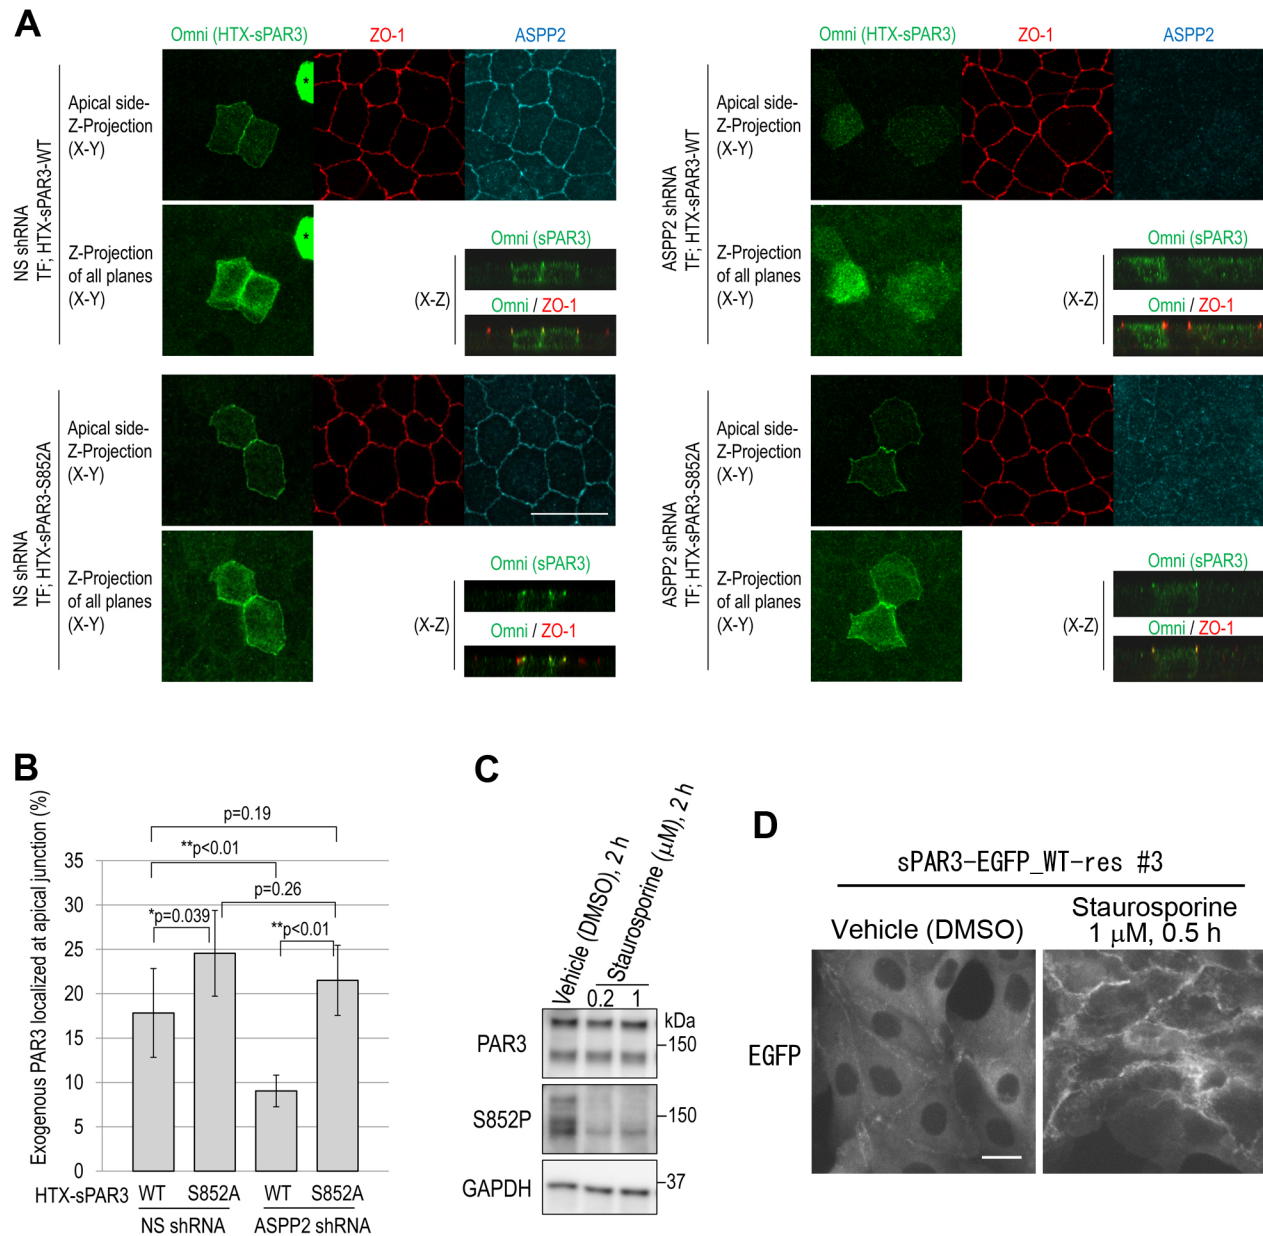 A
Omni (HTX-sPAR3)
ZO-1
ASPP2
NS shRNA
TF; HTX-sPAR3-WT
Apical side-
Z-Projection
(X-Y)
*
Z-Projection
of all planes
(X-Y)
*
(X-Z)
Omni (sPAR3)
Omni / ZO-1
NS shRNA
TF; HTX-sPAR3-S852A
Apical side-
Z-Projection
(X-Y)
Z-Projection
of all planes
(X-Y)
(X-Z)
Omni (sPAR3)
Omni / ZO-1
Omni (HTX-sPAR3)
ZO-1
ASPP2
ASPP2 shRNA
TF; HTX-sPAR3-WT
Apical side-
Z-Projection
(X-Y)
Z-Projection
of all planes
(X-Y)
(X-Z)
Omni (sPAR3)
Omni / ZO-1
ASPP2 shRNA
TF; HTX-sPAR3-S852A
Apical side-
Z-Projection
(X-Y)
Z-Projection
of all planes
(X-Y)
(X-Z)
Omni (sPAR3)
Omni / ZO-1
B
Exogenous PAR3 localized at apical junction (%)
p=0.19
**p<0.01
p=0.26
*p=0.039
**p<0.01
35
30
25
20
15
10
5
0
HTX-sPAR3 WT S852A WT S852A
NS shRNA ASPP2 shRNA
C
Vehicle (DMSO), 2 h
Staurosporine (μM), 2 h
0.2 1
kDa
PAR3
150
S852P
150
GAPDH
37
D
sPAR3-EGFP_WT-res #3
Vehicle (DMSO)
Staurosporine
1 μM, 0.5 h
EGFP